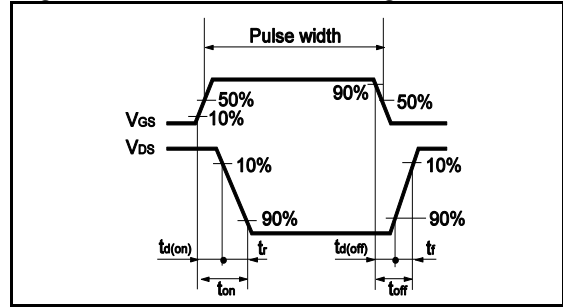 Pulse width
90%
50%
50%
VGS
10%
VDS
10%
10%
90%
90%
td(on)
tr
td(off)
tf
ton
toff